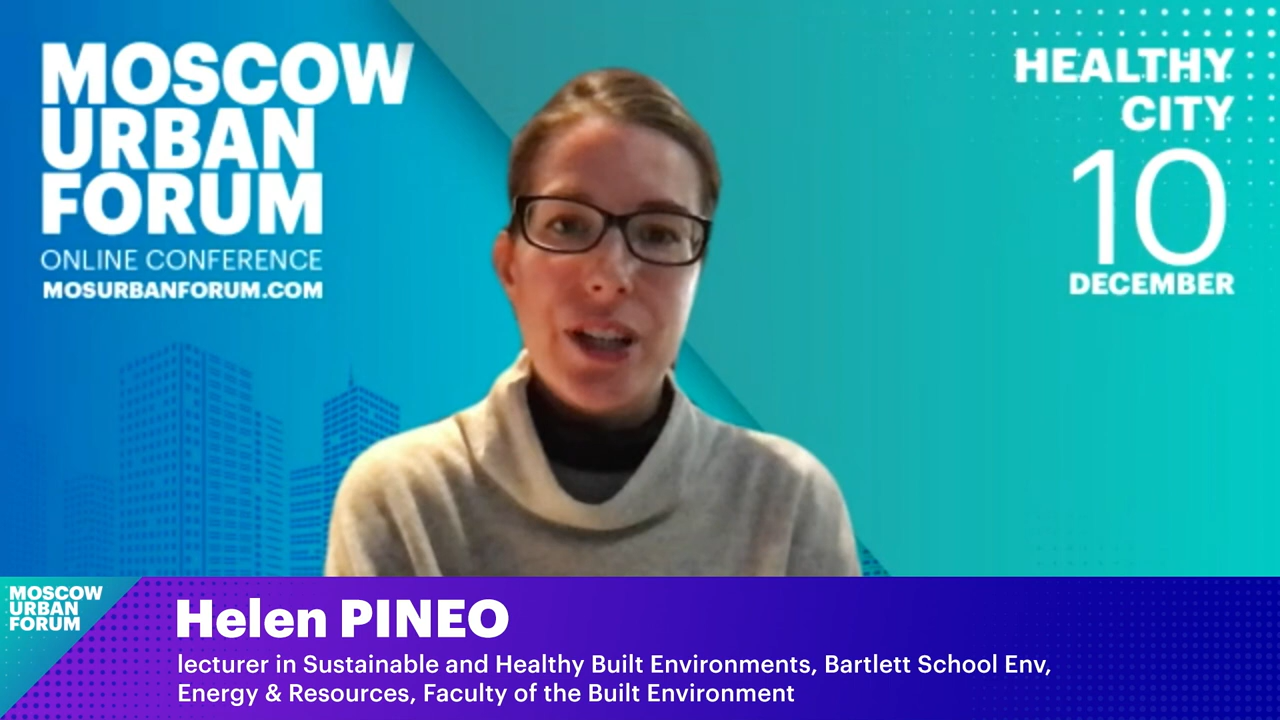 MOSCOW
URBAN
FORUM
ONLINE CONFERENCE
MOSURBANFORUM.COM
HEALTHY
CITY
10
DECEMBER
MOSCOW
URBAN
FORUM
Helen PINEO
lecturer in Sustainable and Healthy Built Environments, Bartlett School Env,
Energy & Resources, Faculty of the Built Environment